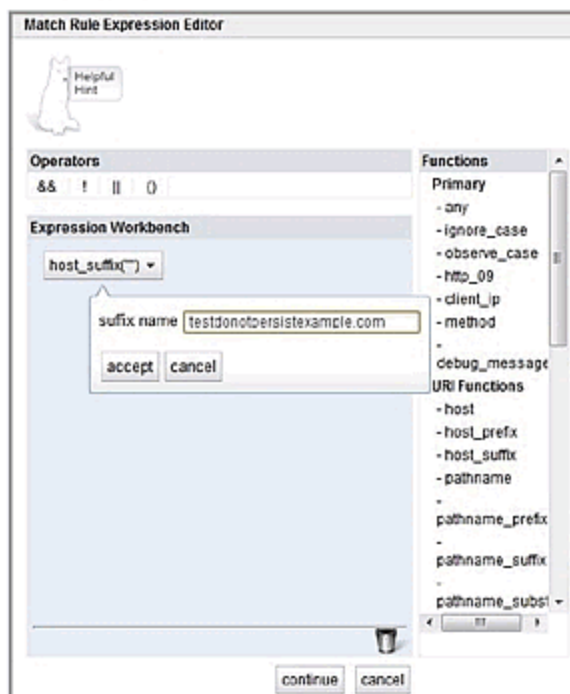 Match Rule Expression Editor
Helpful
Hint
Operators
&& ! || ()
Expression Workbench
host_suffix("")
suffix name testdonotpersistexample.com
accept cancel
Functions
Primary
- any
- ignore_case
- observe_case
- http_09
- client_ip
- method
-
debug_message
URI Functions
- host
- host_prefix
- host_suffix
- pathname
-
pathname_prefix
-
pathname_suffix
-
pathname_subst
continue cancel